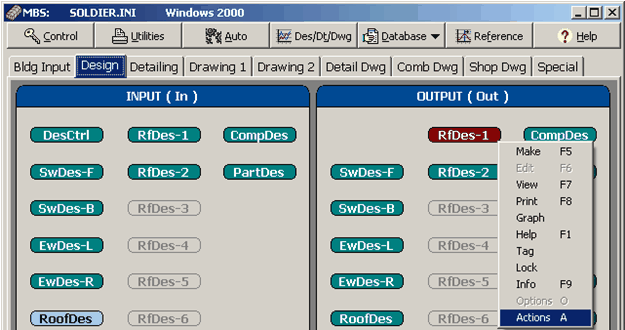 MBS: SOLDIER.INI Windows 2000
Control Utilities Auto Des/Dt/Dwg Database Reference ? Help
Bldg Input Design Detailing Drawing 1 Drawing 2 Detail Dwg Comb Dwg Shop Dwg Special
INPUT ( In ) OUTPUT ( Out )
DesCtrl RfDes-1 CompDes RfDes-1 CompDes
Make F5
Edit F6
SwDes-F RfDes-2 PartDes SwDes-F RfDes-2
View F7
Print F8
SwDes-B RfDes-3 SwDes-B RfDes-3
Graph
Help F1
EwDes-L RfDes-4 EwDes-L RfDes-4
Tag
Lock
EwDes-R RfDes-5 EwDes-R RfDes-5
Info F9
Options O
RoofDes RfDes-6 RoofDes RfDes-6
Actions A